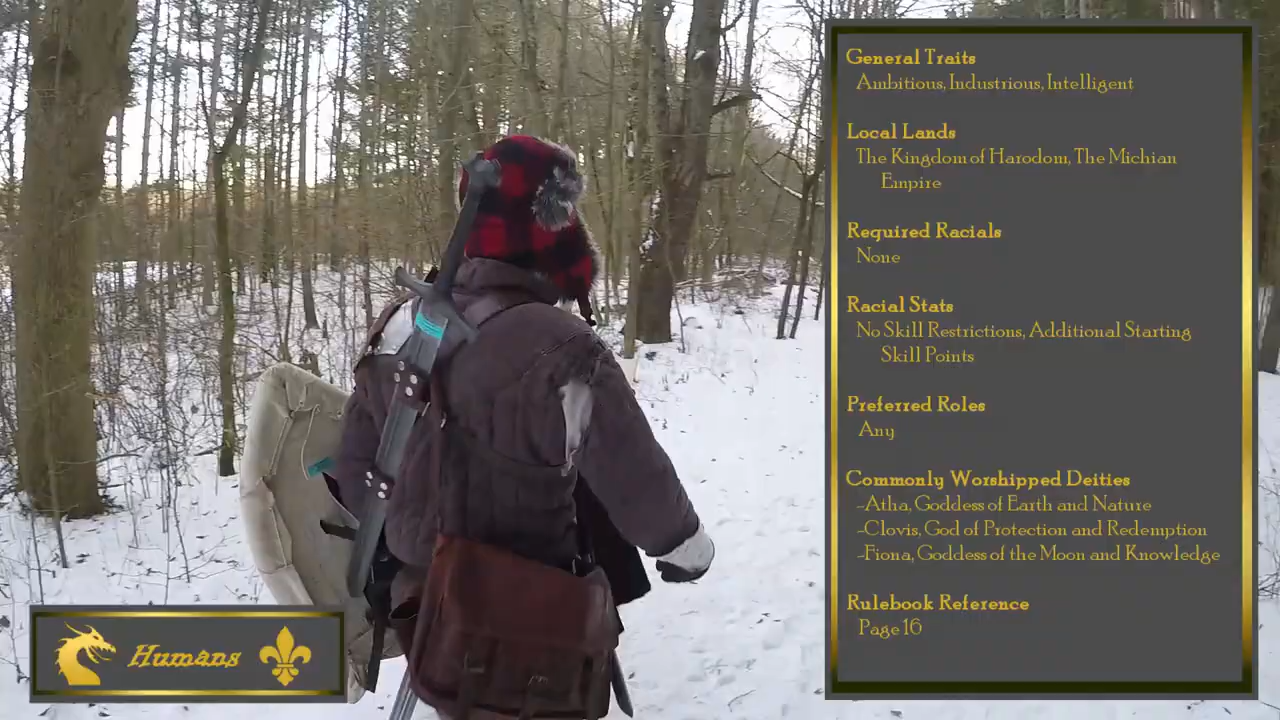 General Traits
Ambitious, Industrious, Intelligent
Local Lands
The Kingdom of Harodom, The Michian
Empire
Required Racials
None
Racial Stats
No Skill Restrictions, Additional Starting
Skill Points
Preferred Roles
Any
Commonly Worshipped Deities
-Atha, Goddess of Earth and Nature
-Clovis, God of Protection and Redemption
-Fiona, Goddess of the Moon and Knowledge
Rulebook Reference
Page 16
Humans